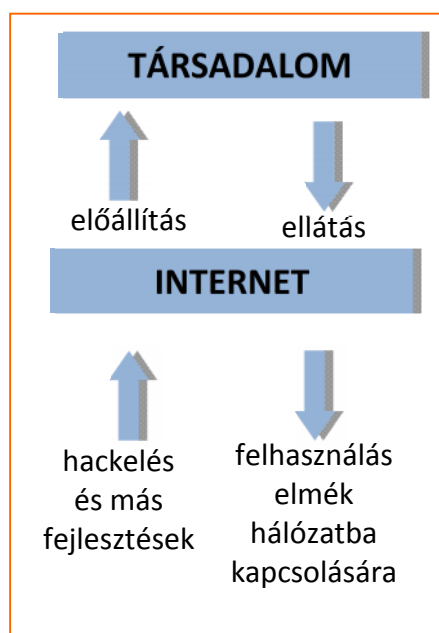 TÁRSADALOM
előállítás
ellátás
INTERNET
hackelés
és más
fejlesztések
felhasználás
elmék
hálózatba
kapcsolására